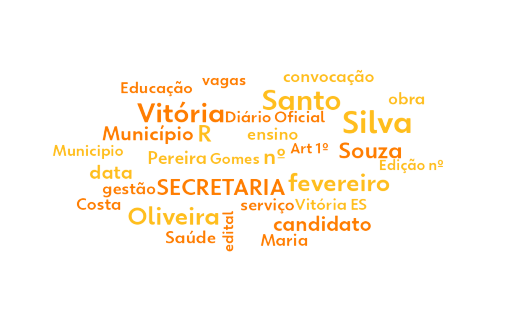 convocação
vagas
Educação
Santo
obra
Vitória
Diário Oficial
Silva
Município
R
ensino
Municipio
Pereira
Gomes
nº
Art 1º
Souza
Edição nº
data
gestão
SECRETARIA
fevereiro
Costa
Oliveira
serviço
Vitória ES
Saúde
edital
candidato
Maria